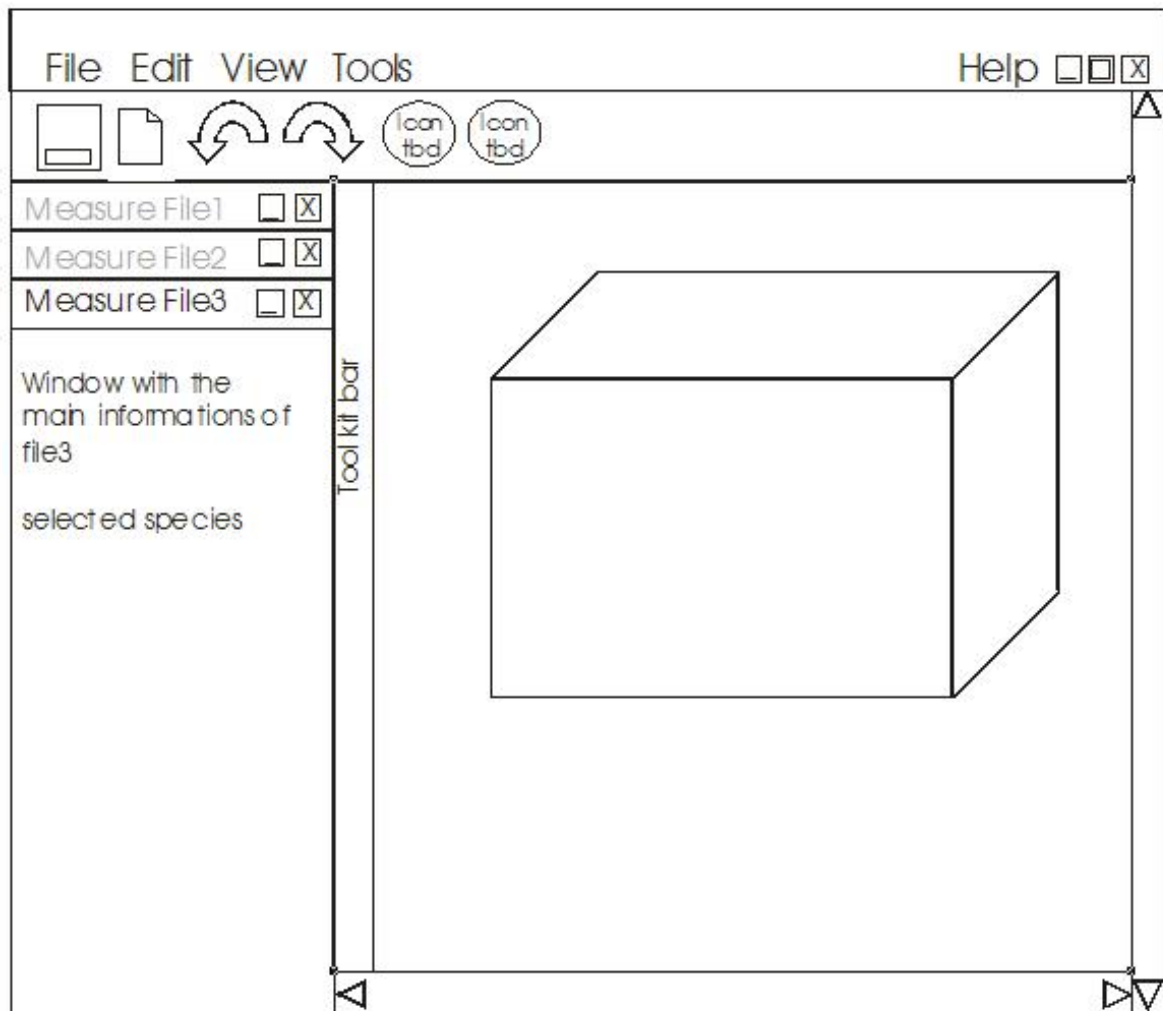 File Edit View Tools Help _ X
Icon tbd Icon tbd
Measure File1 _ X
Measure File2 _ X
Measure File3 _ X
Window with the
main informations of
file3
selected species
Tool kit bar